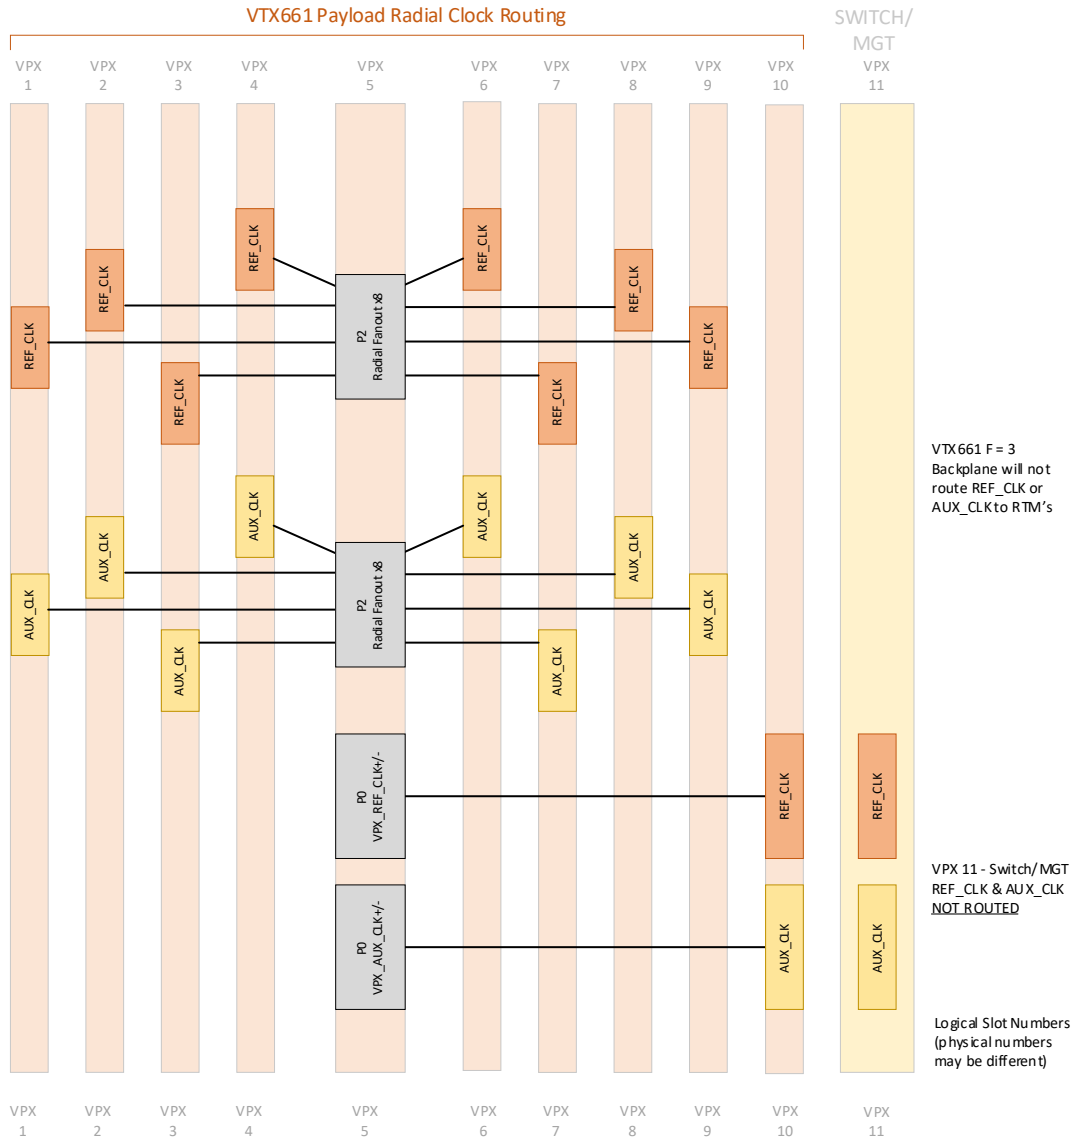 VTX661 Payload Radial Clock Routing
SWITCH/
MGT
VPX
1
VPX
2
VPX
3
VPX
4
VPX
5
VPX
6
VPX
7
VPX
8
VPX
9
VPX
10
VPX
11
REF_CLK
REF_CLK
REF_CLK
REF_CLK
P2
Radial Fanout x8
REF_CLK
REF_CLK
REF_CLK
REF_CLK
VTX661 F = 3
Backplane will not
route REF_CLK or
AUX_CLK to RTM's
AUX_CLK
AUX_CLK
AUX_CLK
AUX_CLK
P2
Radial Fanout x8
AUX_CLK
AUX_CLK
AUX_CLK
AUX_CLK
P0
VPX_REF_CLK+/-
REF_CLK
REF_CLK
VPX 11 - Switch/MGT
REF_CLK & AUX_CLK
NOT ROUTED
P0
VPX_AUX_CLK+/-
AUX_CLK
AUX_CLK
Logical Slot Numbers
(physical numbers
may be different)
VPX
1
VPX
2
VPX
3
VPX
4
VPX
5
VPX
6
VPX
7
VPX
8
VPX
9
VPX
10
VPX
11